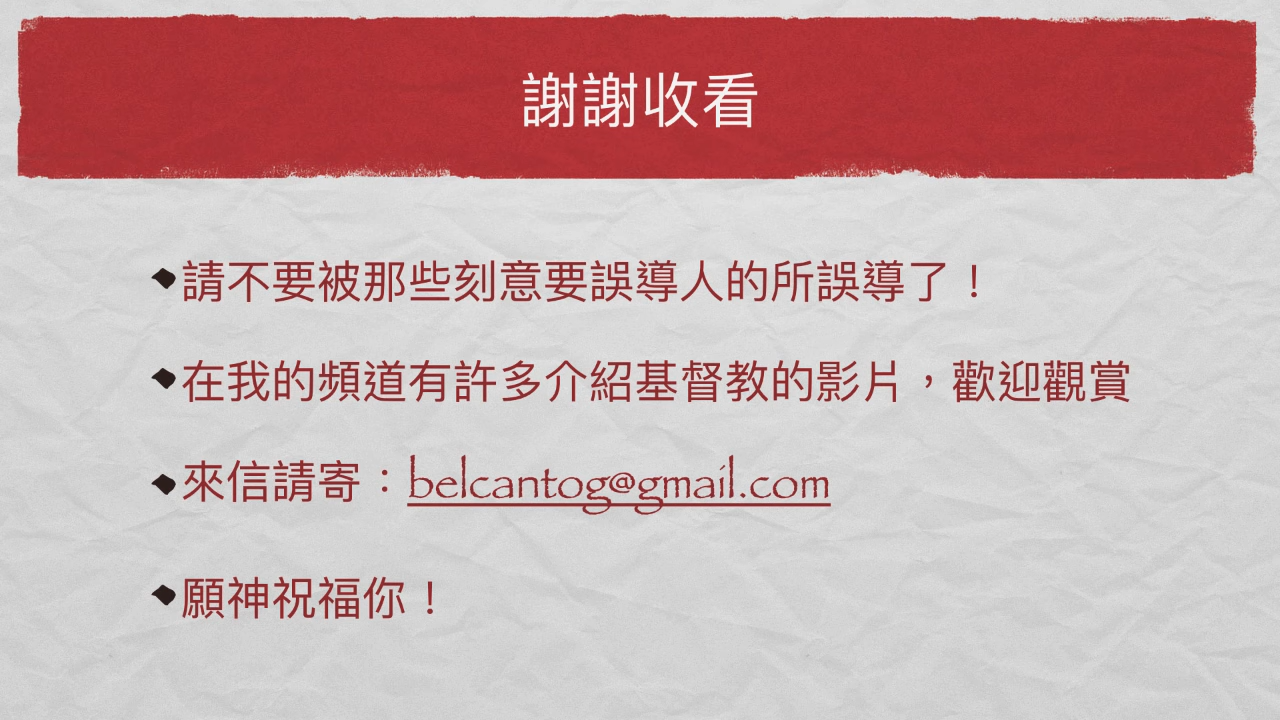 謝謝收看
請不要被那些刻意要誤導人的所誤導了！
在我的頻道有許多介紹基督教的影片，歡迎觀賞
來信請寄：belcantog@gmail.com
願神祝福你！